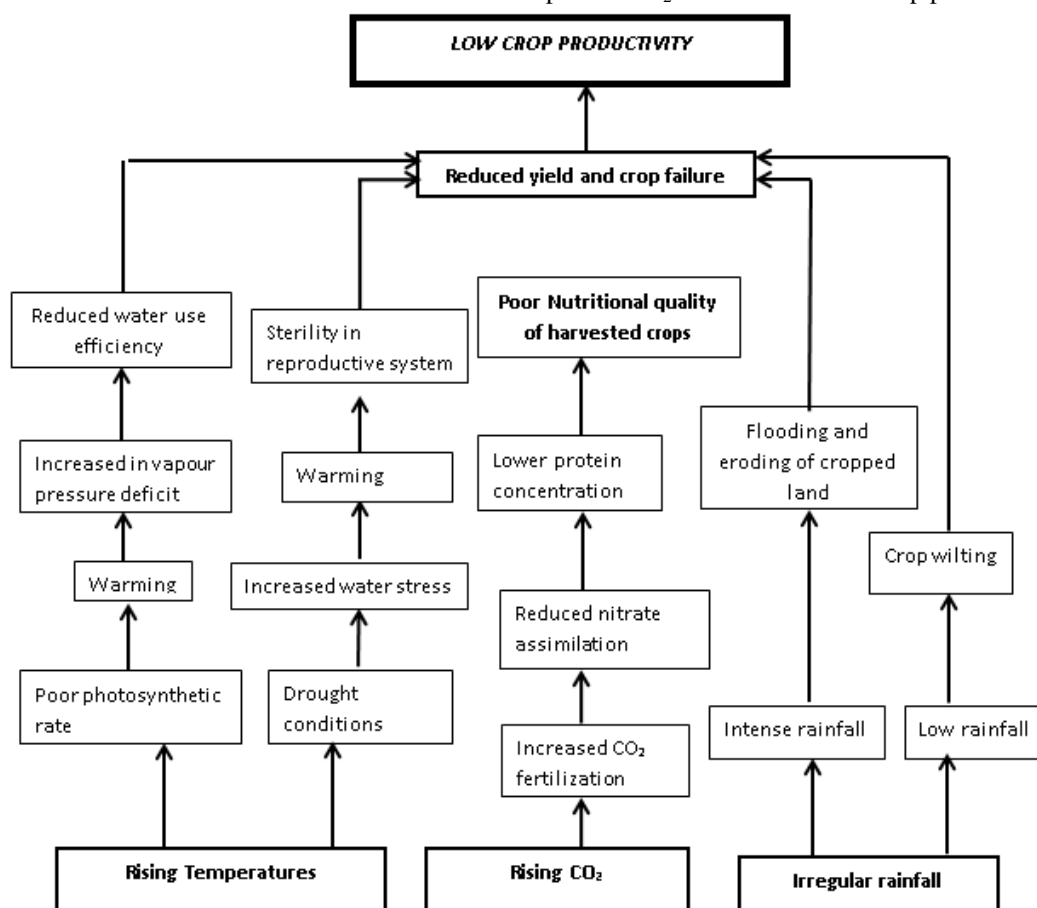 LOW CROP PRODUCTIVITY
Reduced yield and crop failure
Reduced water use
efficiency
Sterility in
reproductive system
Poor Nutritional quality
of harvested crops
Flooding and
eroding of cropped
land
Increased in vapour
pressure deficit
Warming
Lower protein
concentration
Crop wilting
Warming
Increased water stress
Reduced nitrate
assimilation
Poor photosynthetic
rate
Drought
conditions
Increased CO₂
fertilization
Intense rainfall
Low rainfall
Rising Temperatures
Rising CO₂
Irregular rainfall